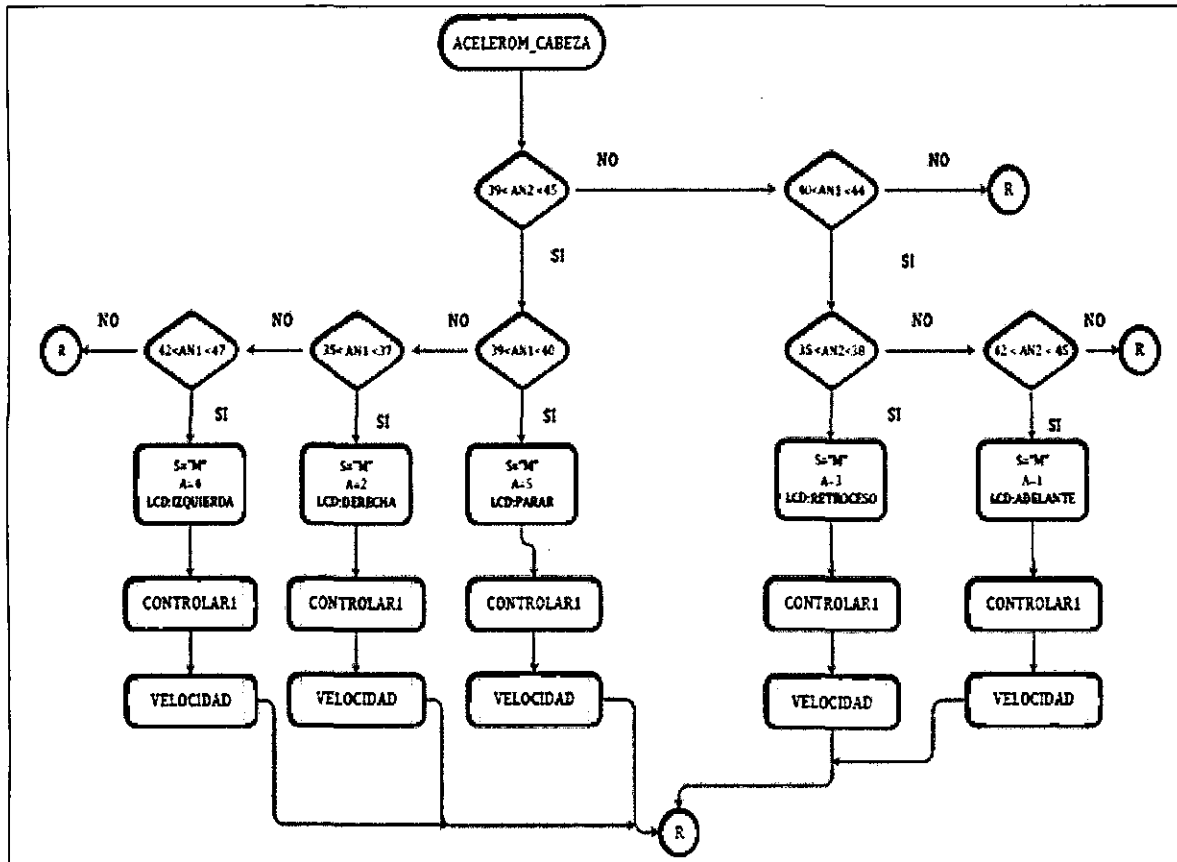 ACELEROM_CABEZA
39< AN2 <45
NO
40<AN1<44
NO
R
SI
SI
R
NO
42<AN1<47
NO
35<AN1<37
NO
39<AN1<40
35<AN2<38
NO
42 < AN2 < 45
NO
R
SI
SI
SI
SI
SI
S="M"
A=4
LCD:IZQUIERDA
S="M"
A=2
LCD:DERECHA
S="M"
A=5
LCD:PARAR
S="M"
A=3
LCD:RETROCESO
S="M"
A=1
LCD:ADELANTE
CONTROLAR1
CONTROLAR1
CONTROLAR1
CONTROLAR1
CONTROLAR1
VELOCIDAD
VELOCIDAD
VELOCIDAD
VELOCIDAD
VELOCIDAD
R